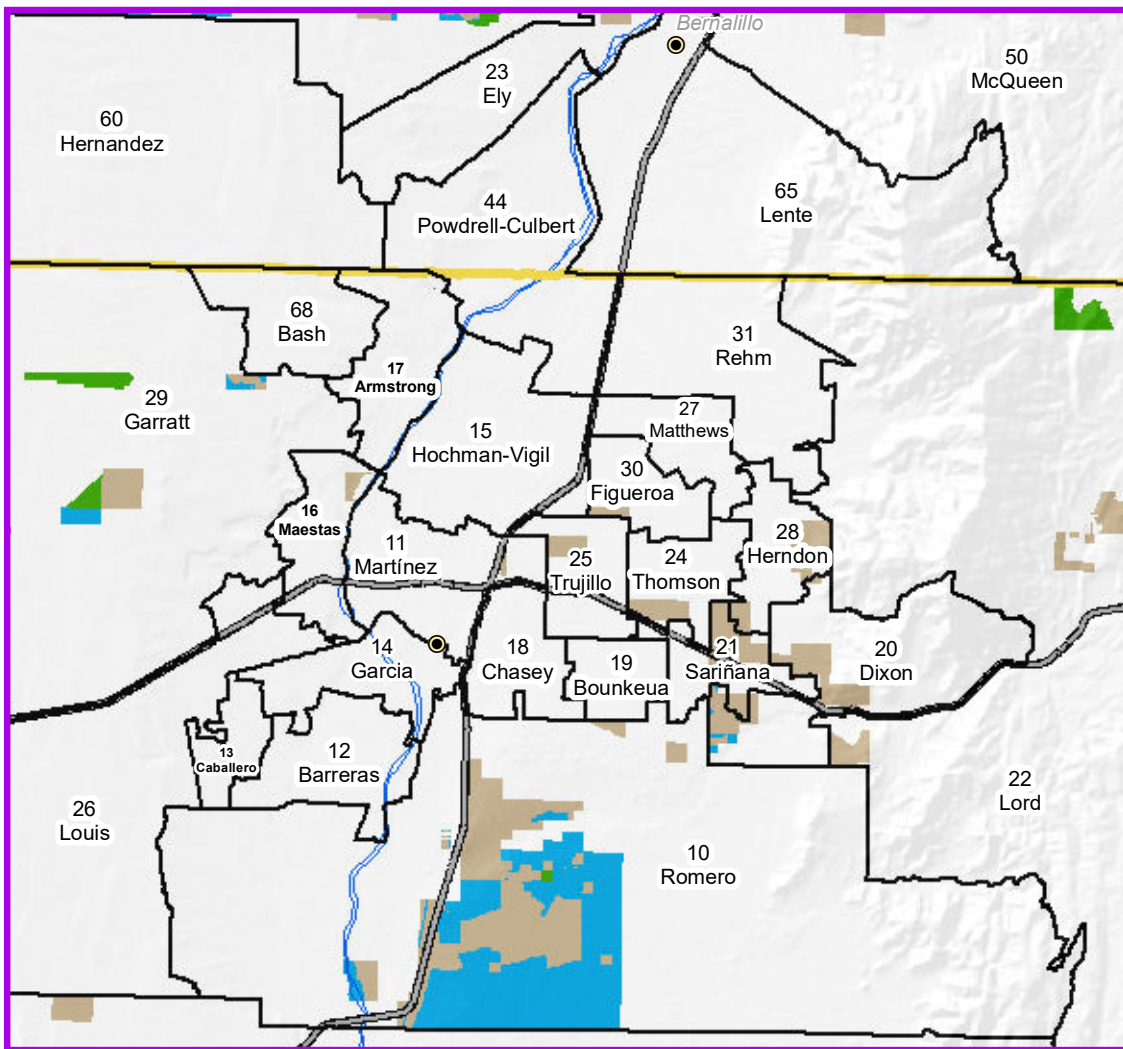 Bernalillo
23
Ely
50
McQueen
60
Hernandez
65
Lente
44
Powdrell-Culbert
68
Bash
31
Rehm
17
Armstrong
29
Garratt
27
Matthews
15
Hochman-Vigil
30
Figueroa
16
Maestas
28
Herndon
11
Martínez
25
Trujillo
24
Thomson
14
Garcia
18
Chasey
19
Bounkeua
21
Sariñana
20
Dixon
13
Caballero
12
Barreras
22
Lord
26
Louis
10
Romero